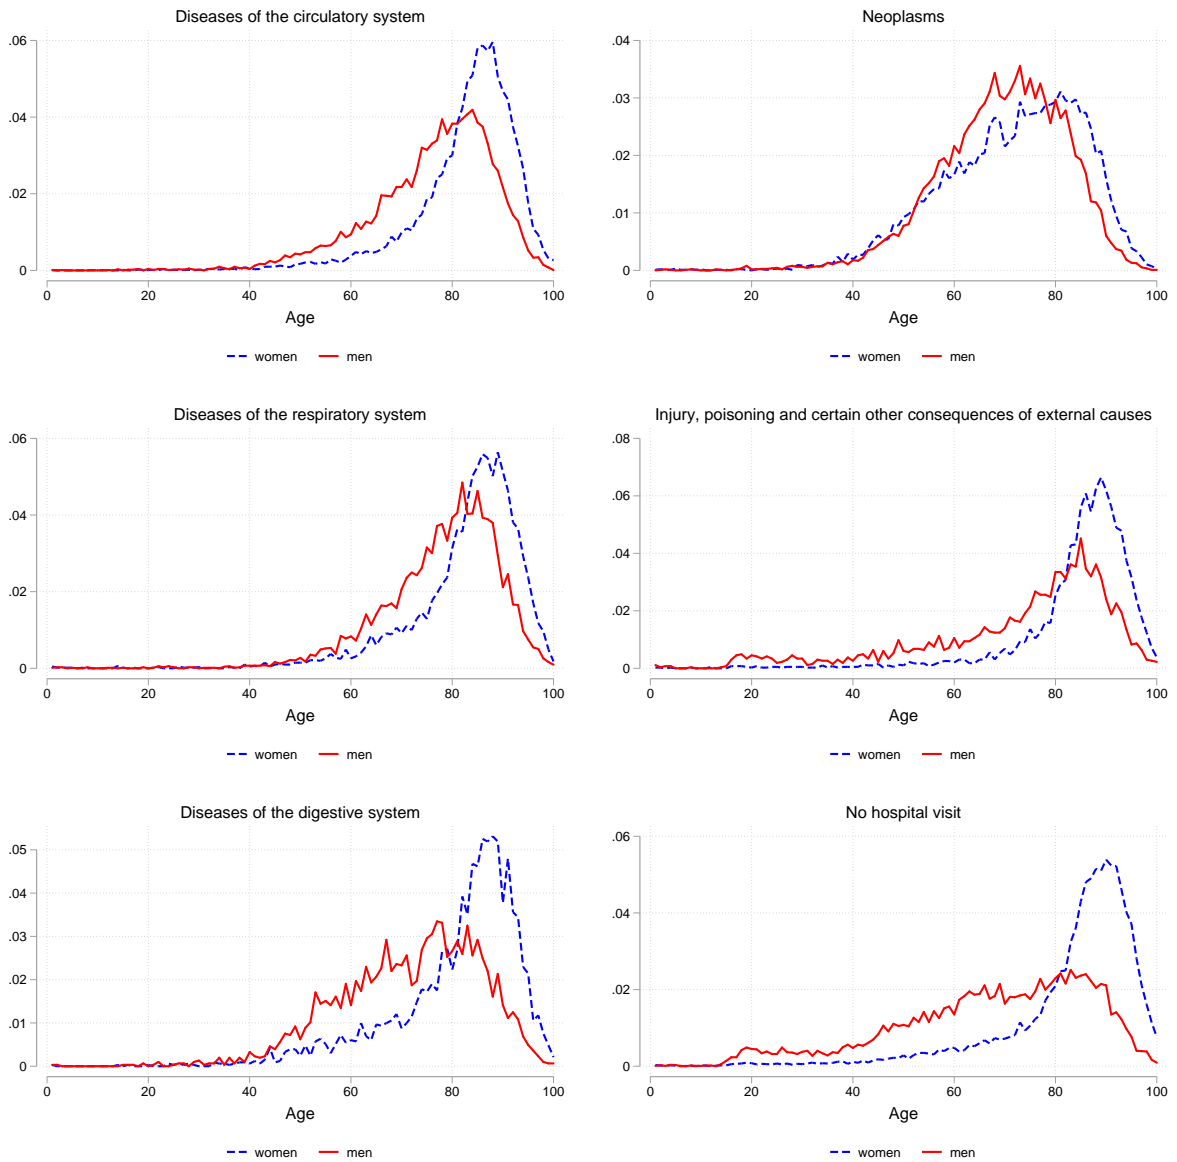 Diseases of the circulatory system
.06
.04
.02
0
0 20 40 60 80 100
Age
women men
Neoplasms
.04
.03
.02
.01
0
0 20 40 60 80 100
Age
women men
Diseases of the respiratory system
.06
.04
.02
0
0 20 40 60 80 100
Age
women men
Injury, poisoning and certain other consequences of external causes
.08
.06
.04
.02
0
0 20 40 60 80 100
Age
women men
Diseases of the digestive system
.05
.04
.03
.02
.01
0
0 20 40 60 80 100
Age
women men
No hospital visit
.06
.04
.02
0
0 20 40 60 80 100
Age
women men